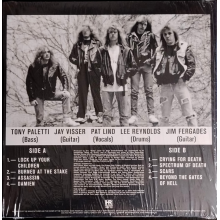 TONY PALETTI JAY VISSER PAT LIND LEE REYNOLDS JIM FERGADES
(Bass) (Guitar) (Vocals) (Drums) (Guitar)
SIDE A:
1. — LOCK UP YOUR
CHILDREN
2. — BURNED AT THE STAKE
3. — ASSASSIN
4. — DAMIEN
SIDE B
1. — CRYING FOR DEATH
2. — SPECTRUM OF DEATH
3. — SCARS
4. — BEYOND THE GATES
OF HELL